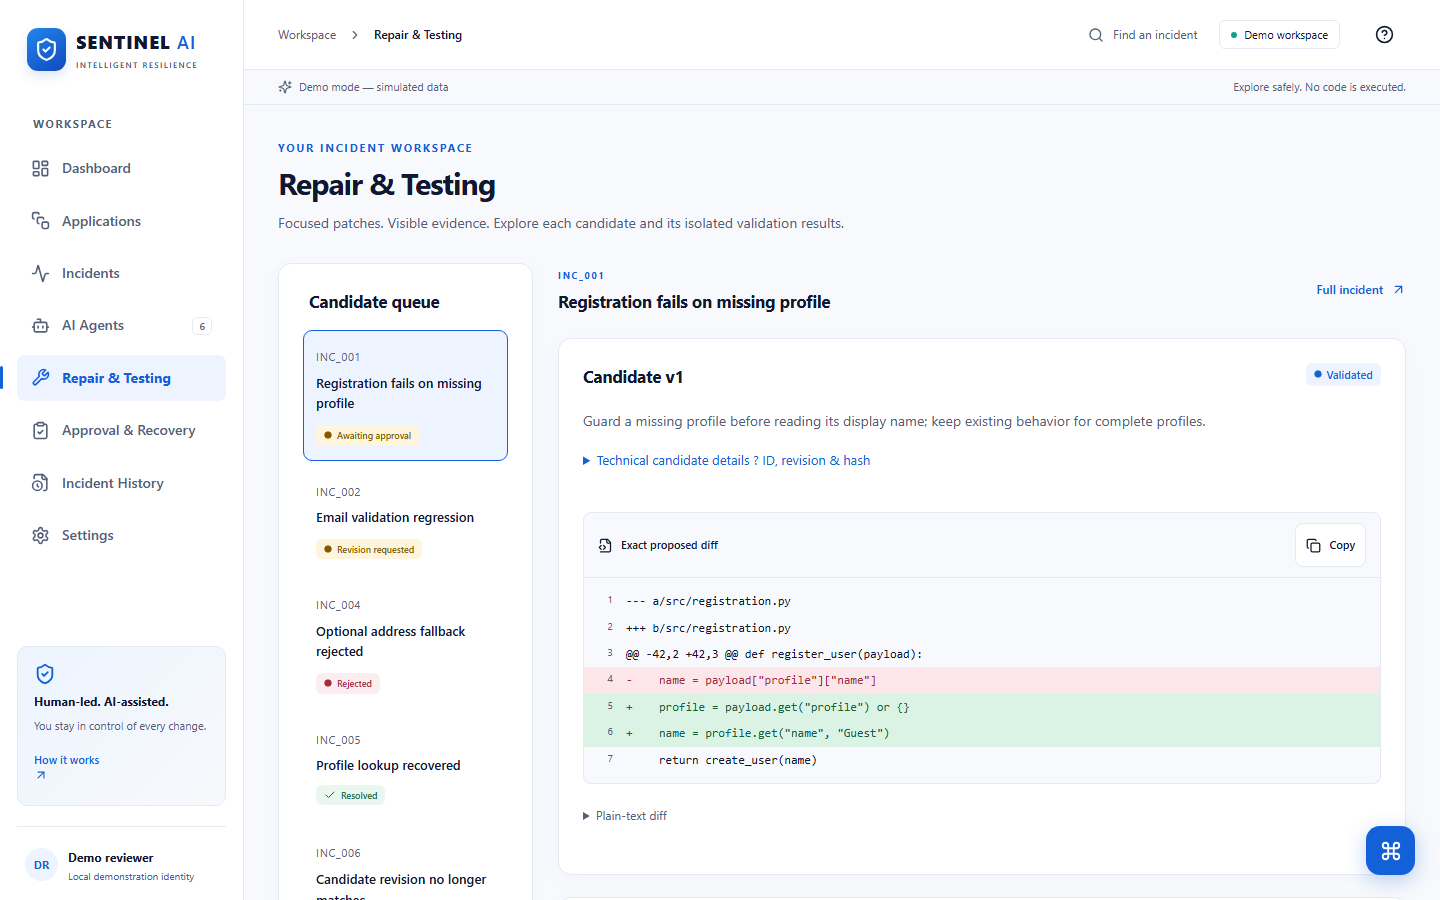 SENTINEL AI
INTELLIGENT RESILIENCE
WORKSPACE
Dashboard
Applications
Incidents
AI Agents
6
Repair & Testing
Approval & Recovery
Incident History
Settings
Human-led. AI-assisted.
You stay in control of every change.
How it works
DR
Demo reviewer
Local demonstration identity
Workspace
Repair & Testing
Find an incident
Demo workspace
Demo mode — simulated data
Explore safely. No code is executed.
YOUR INCIDENT WORKSPACE
Repair & Testing
Focused patches. Visible evidence. Explore each candidate and its isolated validation results.
Candidate queue
INC_001
Registration fails on missing
profile
Awaiting approval
INC_002
Email validation regression
Revision requested
INC_004
Optional address fallback
rejected
Rejected
INC_005
Profile lookup recovered
Resolved
INC_006
Candidate revision no longer
matches
INC_001
Registration fails on missing profile
Full incident
Candidate v1
Validated
Guard a missing profile before reading its display name; keep existing behavior for complete profiles.
Technical candidate details ? ID, revision & hash
Exact proposed diff
Copy
1 --- a/src/registration.py
2 +++ b/src/registration.py
3 @@ -42,2 +42,3 @@ def register_user(payload):
4 -    name = payload["profile"]["name"]
5 +    profile = payload.get("profile") or {}
6 +    name = profile.get("name", "Guest")
7      return create_user(name)
Plain-text diff